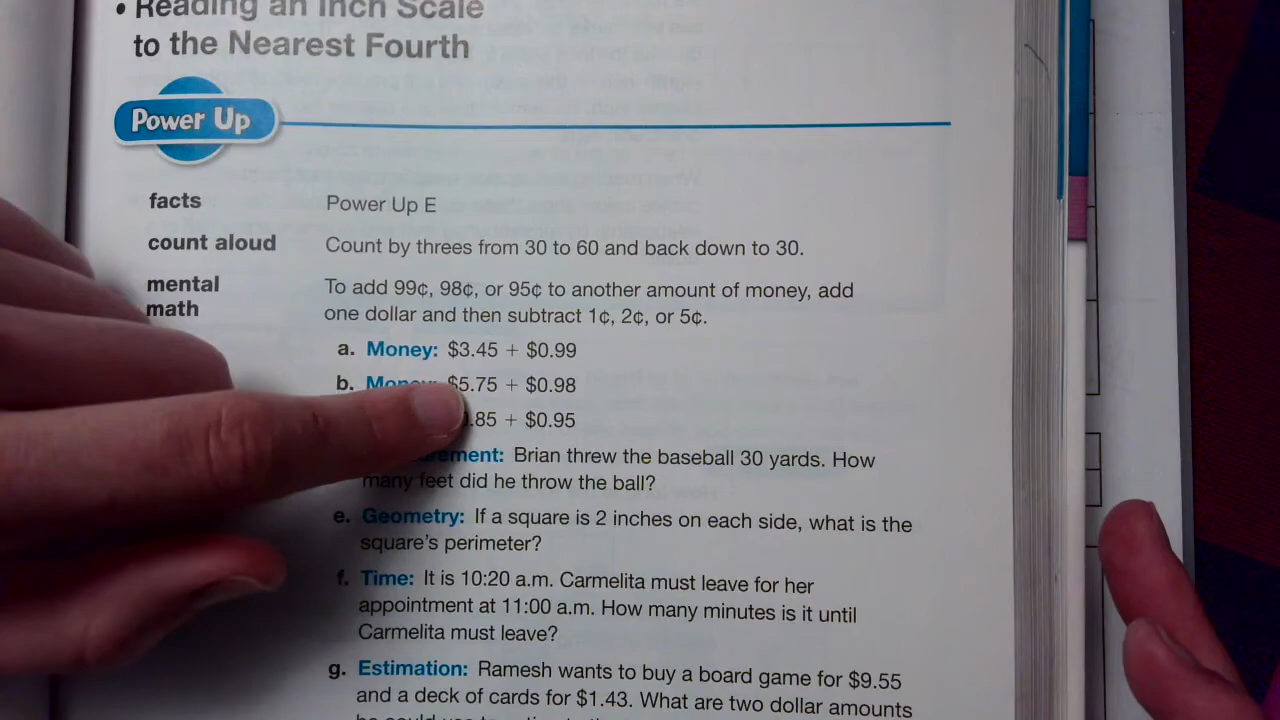 • Reading an Inch Scale
to the Nearest Fourth
Power Up
facts Power Up E
count aloud Count by threes from 30 to 60 and back down to 30.
mental To add 99¢, 98¢, or 95¢ to another amount of money, add
math one dollar and then subtract 1¢, 2¢, or 5¢.
a. Money: $3.45 + $0.99
b. Money: $5.75 + $0.98
.85 + $0.95
Brian threw the baseball 30 yards. How
many feet did he throw the ball?
e. Geometry: If a square is 2 inches on each side, what is the
square's perimeter?
f. Time: It is 10:20 a.m. Carmelita must leave for her
appointment at 11:00 a.m. How many minutes is it until
Carmelita must leave?
g. Estimation: Ramesh wants to buy a board game for $9.55
and a deck of cards for $1.43. What are two dollar amounts